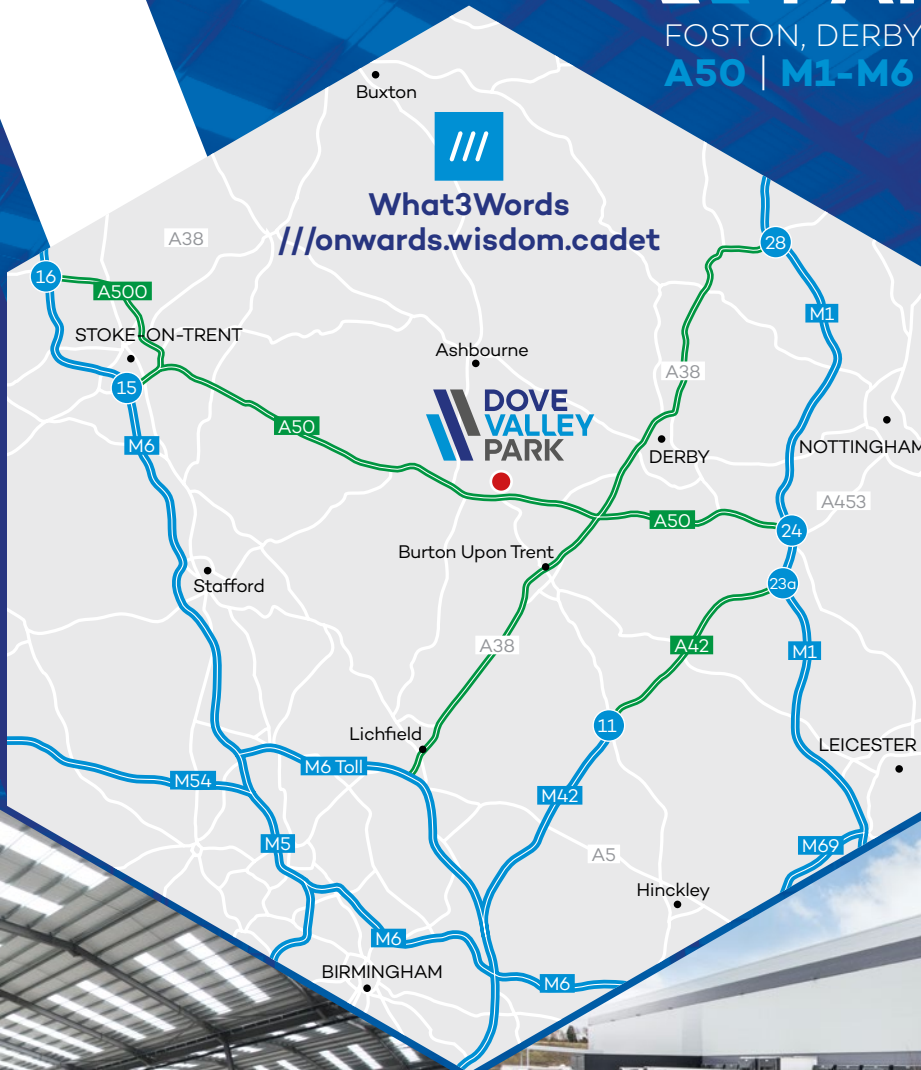 FOSTON, DERBY
A50 | M1-M6
Buxton
///
What3Words
///onwards.wisdom.cadet
A38
28
16
A500
M1
STOKE-ON-TRENT
Ashbourne
A38
15
DOVE
VALLEY
PARK
A50
M6
DERBY
NOTTINGHAM
A453
A50
24
Burton Upon Trent
Stafford
23a
A38
A42
M1
11
Lichfield
LEICESTER
M6 Toll
M54
M42
M5
A5
M69
Hinckley
M6
BIRMINGHAM
M6